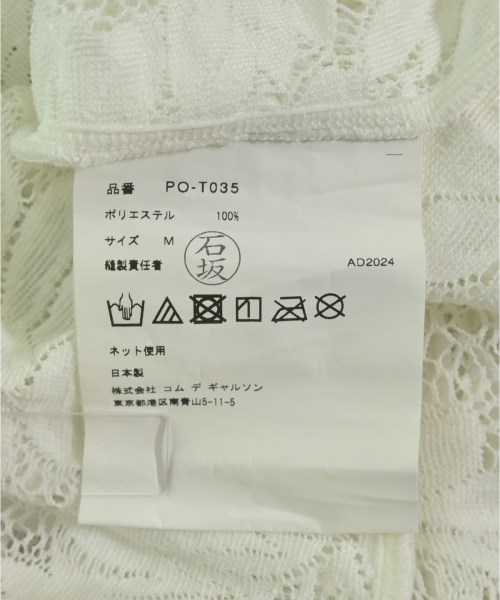 品番 PO-T035
ポリエステル 100%
サイズ M
石坂
縫製責任者
AD2024
ネット使用
日本製
株式会社 コム デ ギャルソン
東京都港区南青山5-11-5